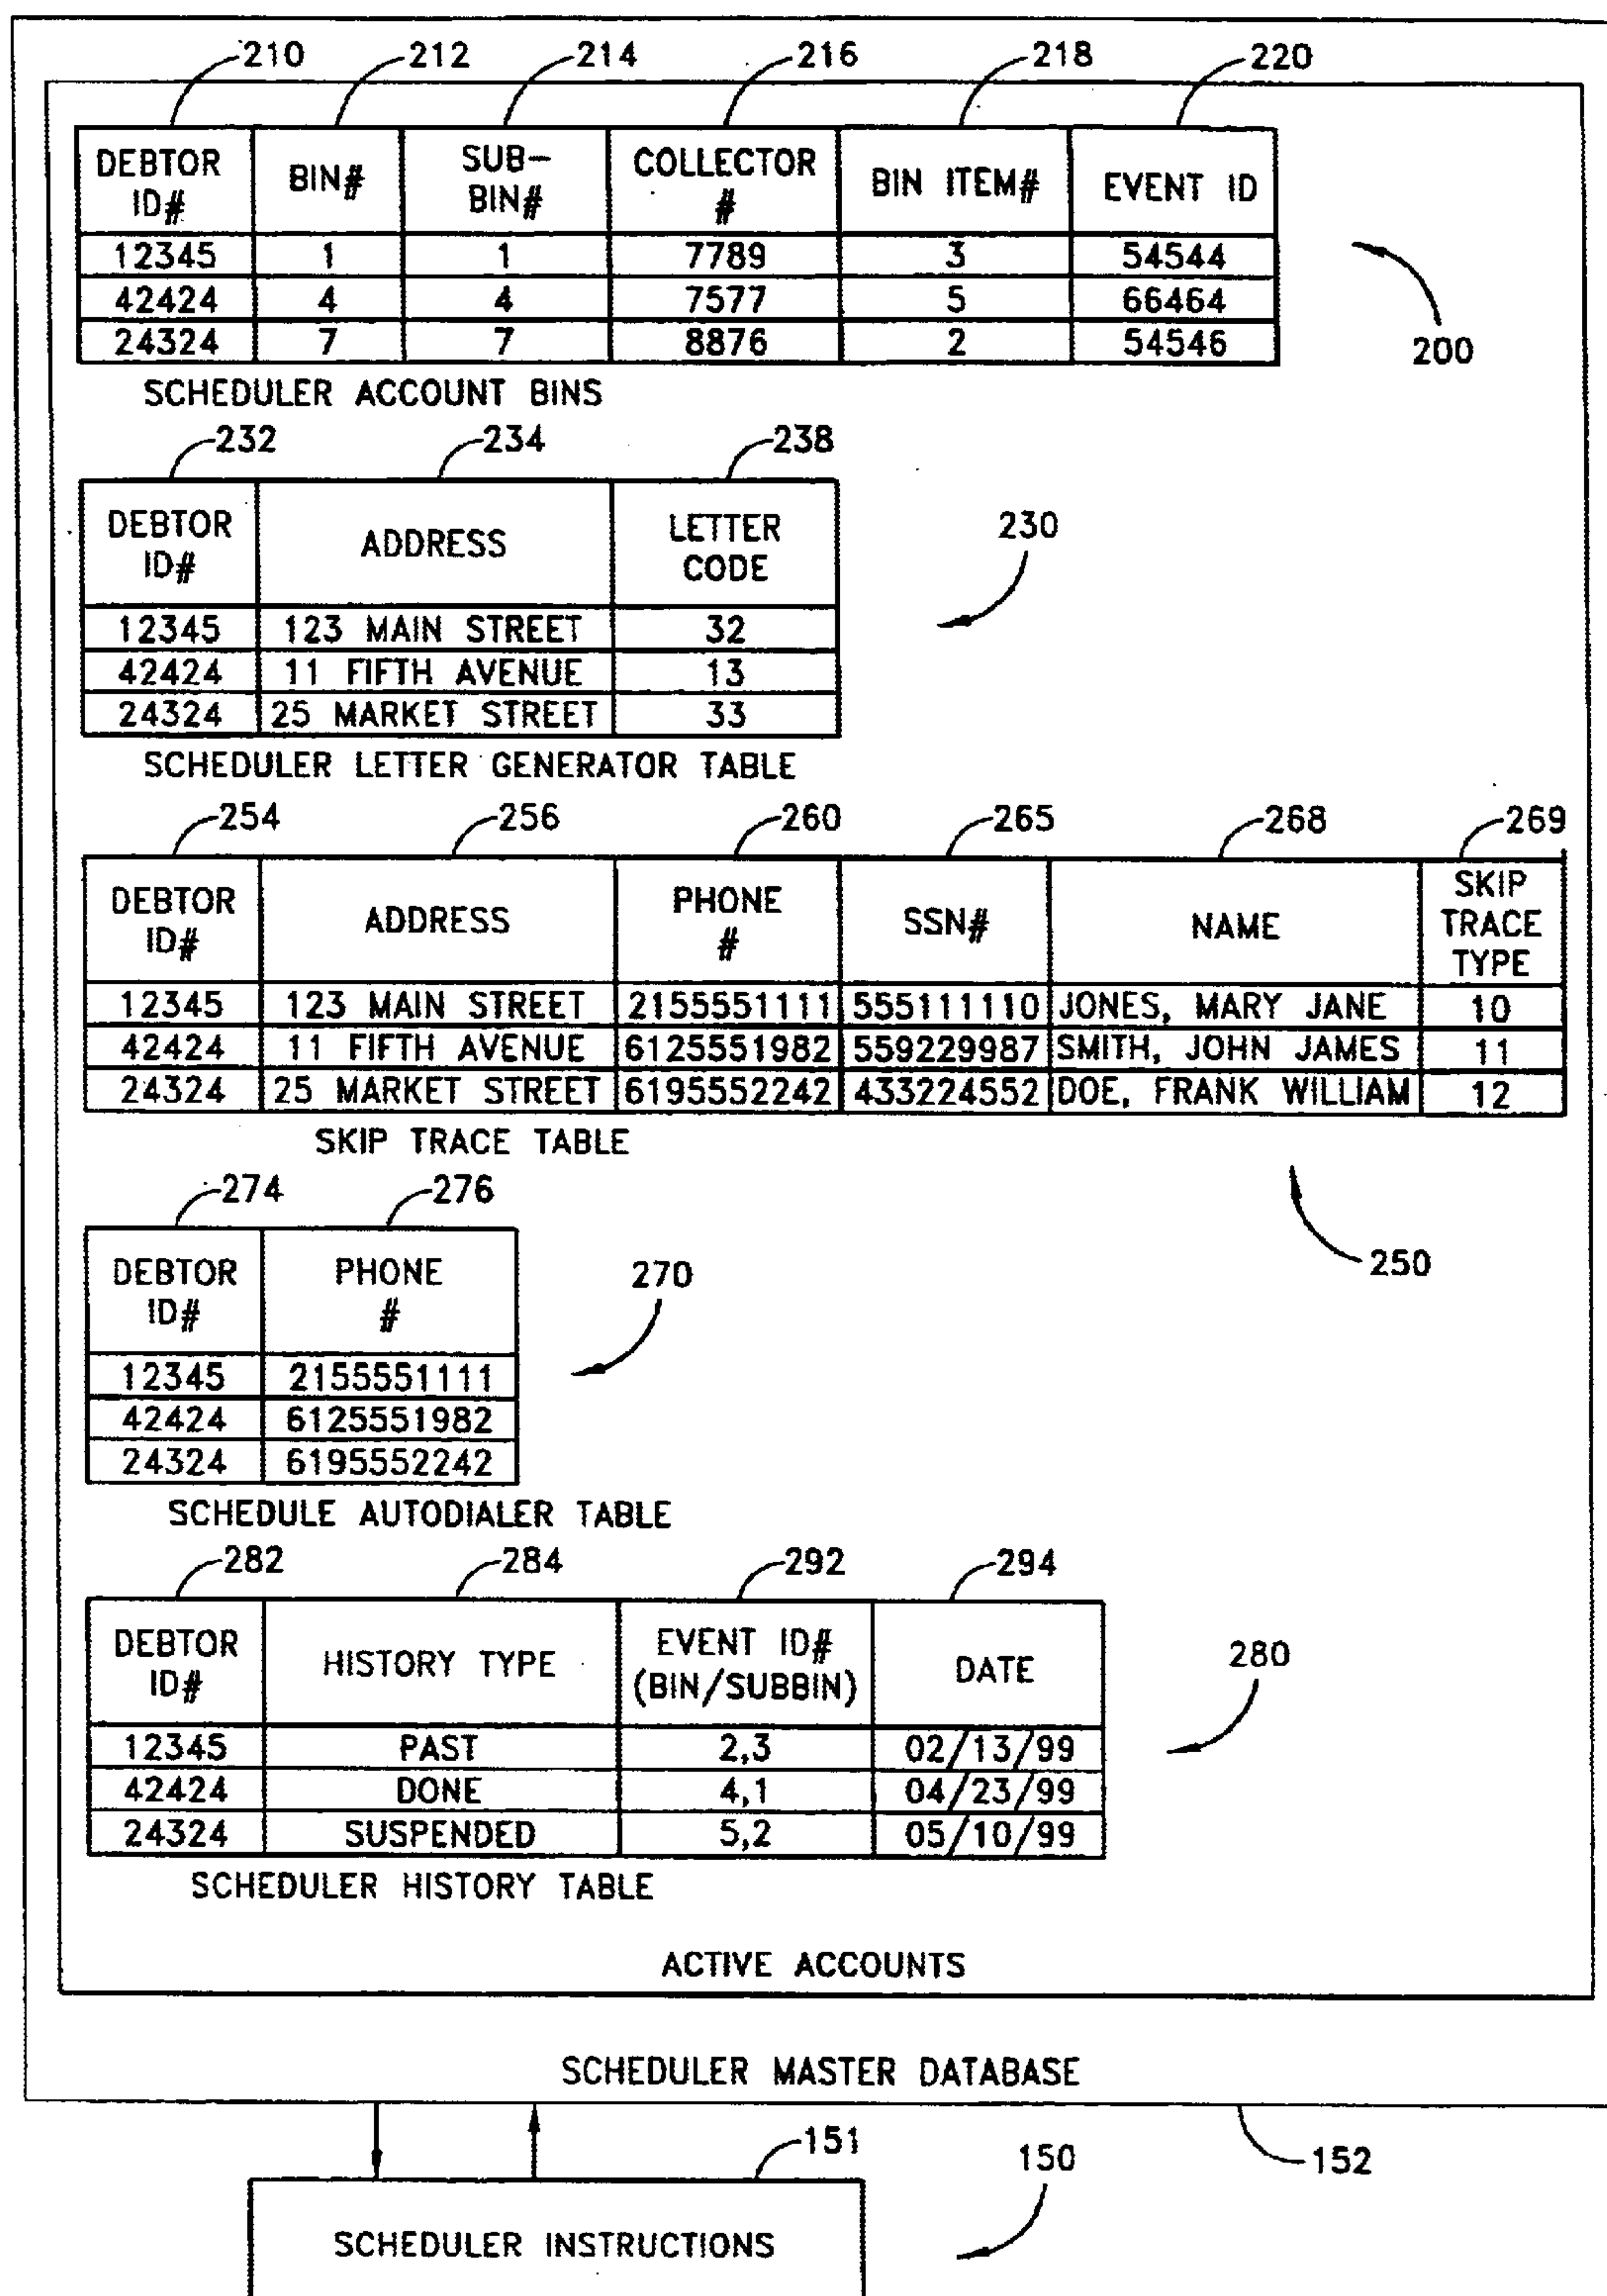 210 212 214 216 218 220
DEBTOR ID# BIN# SUB-BIN# COLLECTOR # BIN ITEM# EVENT ID
12345 1 1 7789 3 54544
42424 4 4 7577 5 66464
24324 7 7 8876 2 54546
200
SCHEDULER ACCOUNT BINS
232 234 238
DEBTOR ID# ADDRESS LETTER CODE
230
12345 123 MAIN STREET 32
42424 11 FIFTH AVENUE 13
24324 25 MARKET STREET 33
SCHEDULER LETTER GENERATOR TABLE
254 256 260 265 268 269
DEBTOR ID# ADDRESS PHONE # SSN# NAME SKIP TRACE TYPE
12345 123 MAIN STREET 2155551111 555111110 JONES, MARY JANE 10
42424 11 FIFTH AVENUE 6125551982 559229987 SMITH, JOHN JAMES 11
24324 25 MARKET STREET 6195552242 433224552 DOE, FRANK WILLIAM 12
SKIP TRACE TABLE
250
274 276
DEBTOR ID# PHONE #
270
12345 2155551111
42424 6125551982
24324 6195552242
SCHEDULE AUTODIALER TABLE
282 284 292 294
DEBTOR ID# HISTORY TYPE EVENT ID# (BIN/SUBBIN) DATE
280
12345 PAST 2,3 02/13/99
42424 DONE 4,1 04/23/99
24324 SUSPENDED 5,2 05/10/99
SCHEDULER HISTORY TABLE
ACTIVE ACCOUNTS
SCHEDULER MASTER DATABASE
151 150 152
SCHEDULER INSTRUCTIONS